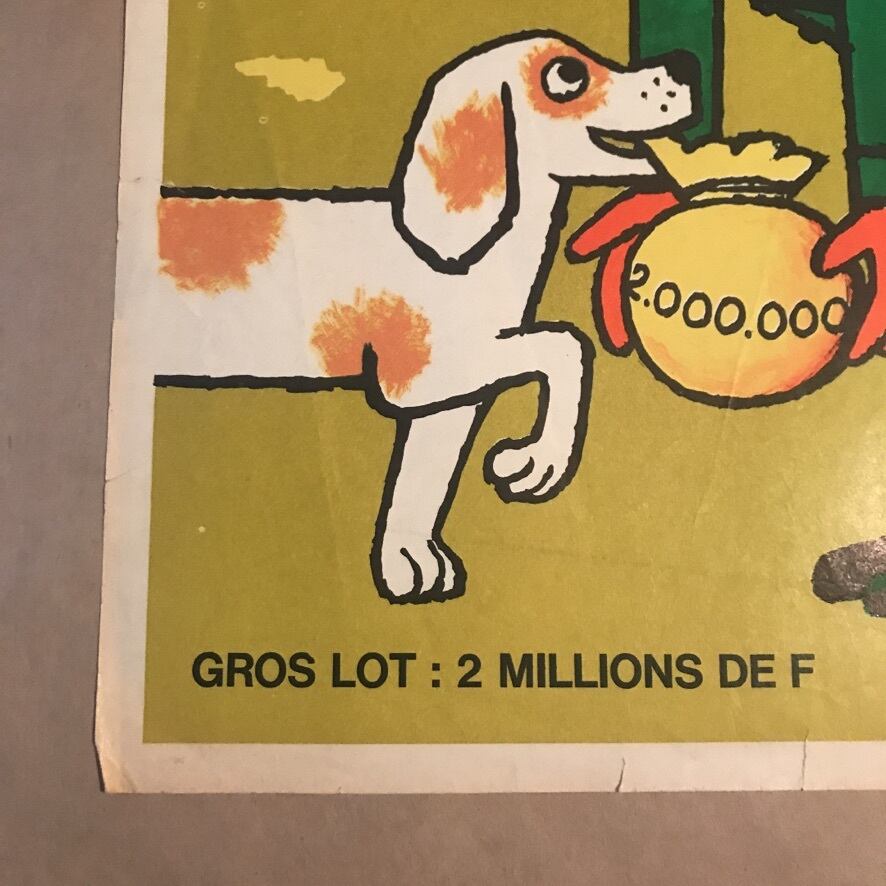 2.000.000
GROS LOT : 2 MILLIONS DE F